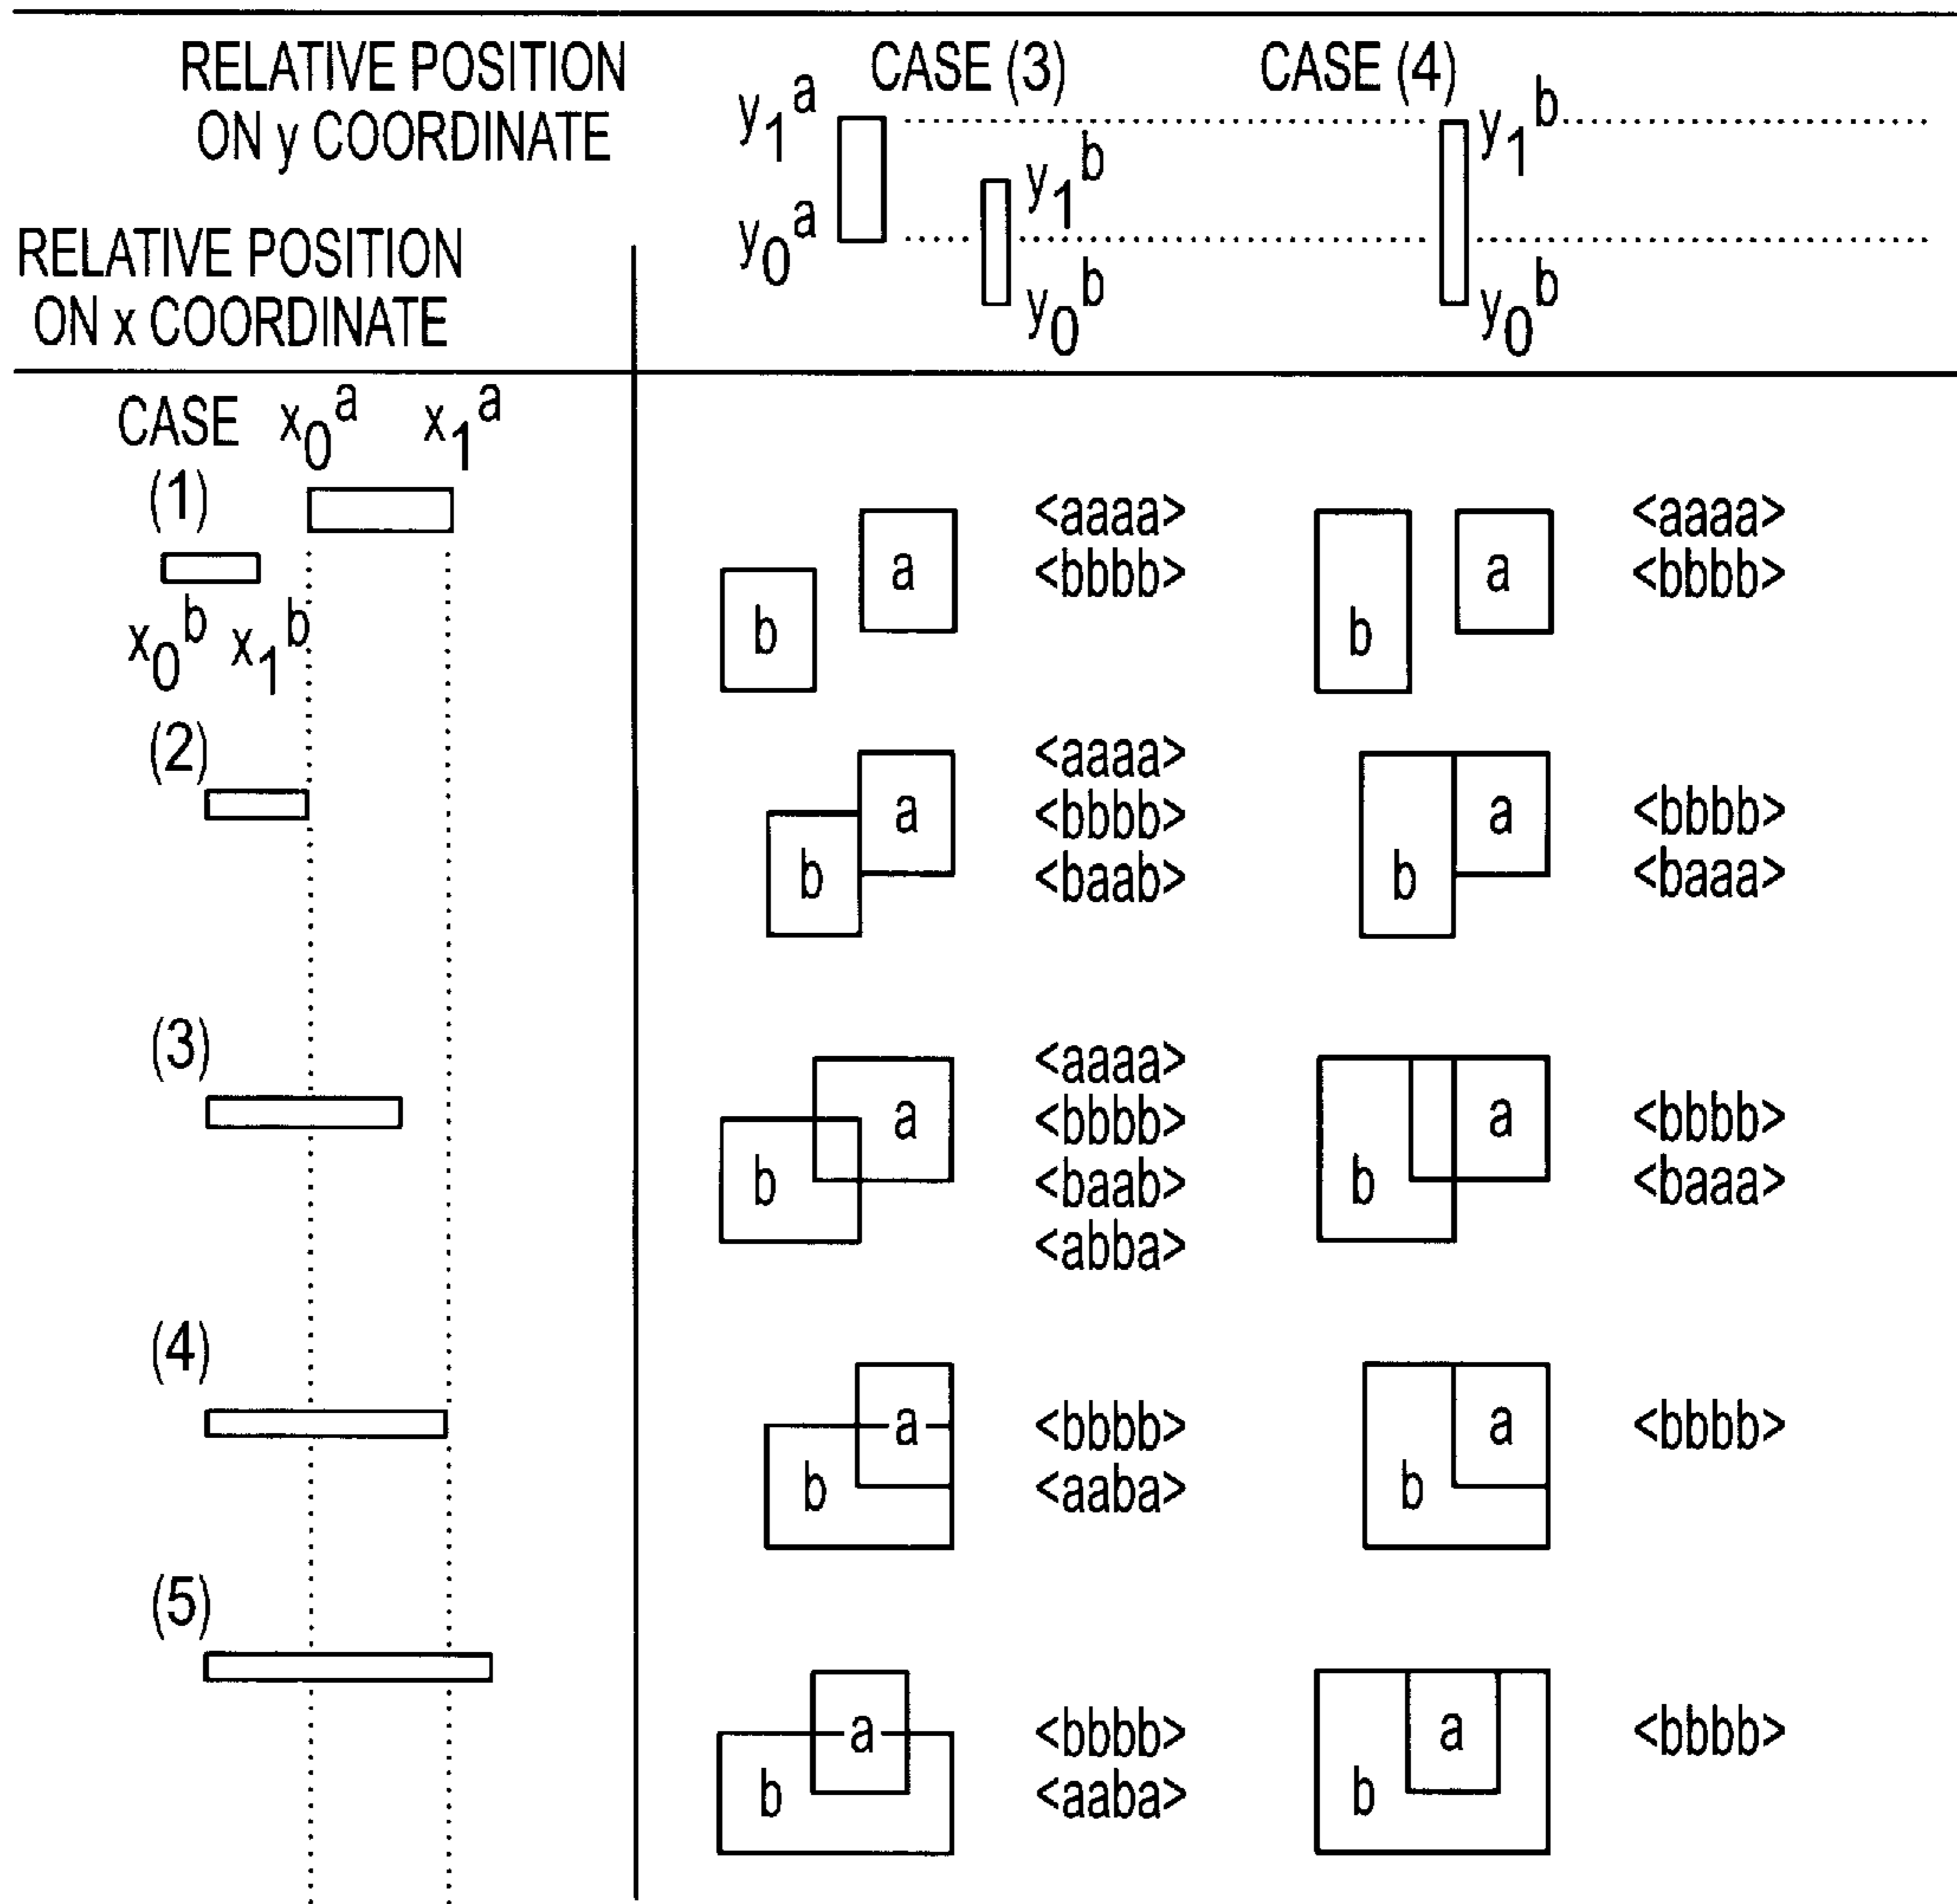 RELATIVE POSITION
ON y COORDINATE
CASE (3)
CASE (4)
y₁ᵃ
y₀ᵃ
y₁ᵇ
y₀ᵇ
y₁ᵇ
y₀ᵇ
RELATIVE POSITION
ON x COORDINATE
CASE x₀ᵃ x₁ᵃ
(1)
x₀ᵇ x₁ᵇ
b a
<aaaa>
<bbbb>
b a
<aaaa>
<bbbb>
(2)
b a
<aaaa>
<bbbb>
<baab>
b a
<bbbb>
<baaa>
(3)
b a
<aaaa>
<bbbb>
<baab>
<abba>
b a
<bbbb>
<baaa>
(4)
b a
<bbbb>
<aaba>
b a
<bbbb>
(5)
b a
<bbbb>
<aaba>
b a
<bbbb>